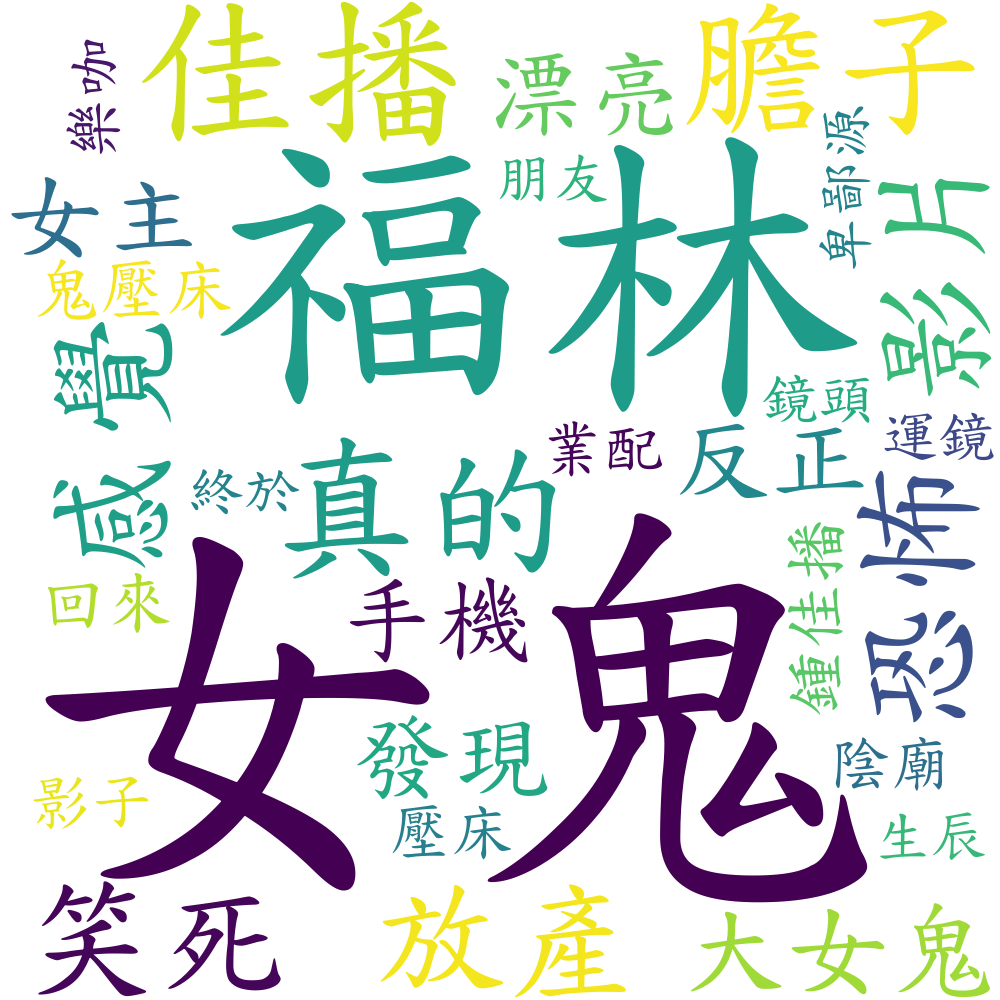 佳播
膽子
漂亮
樂咖
朋友
卑鄙源
影片
女主
福林
鬼壓床
感覺
鏡頭
運鏡
業配
反正
真的
終於
恐怖
回來
手機
鍾佳播
女鬼
發現
陰廟
影子
壓床
生辰
笑死
放產
大女鬼